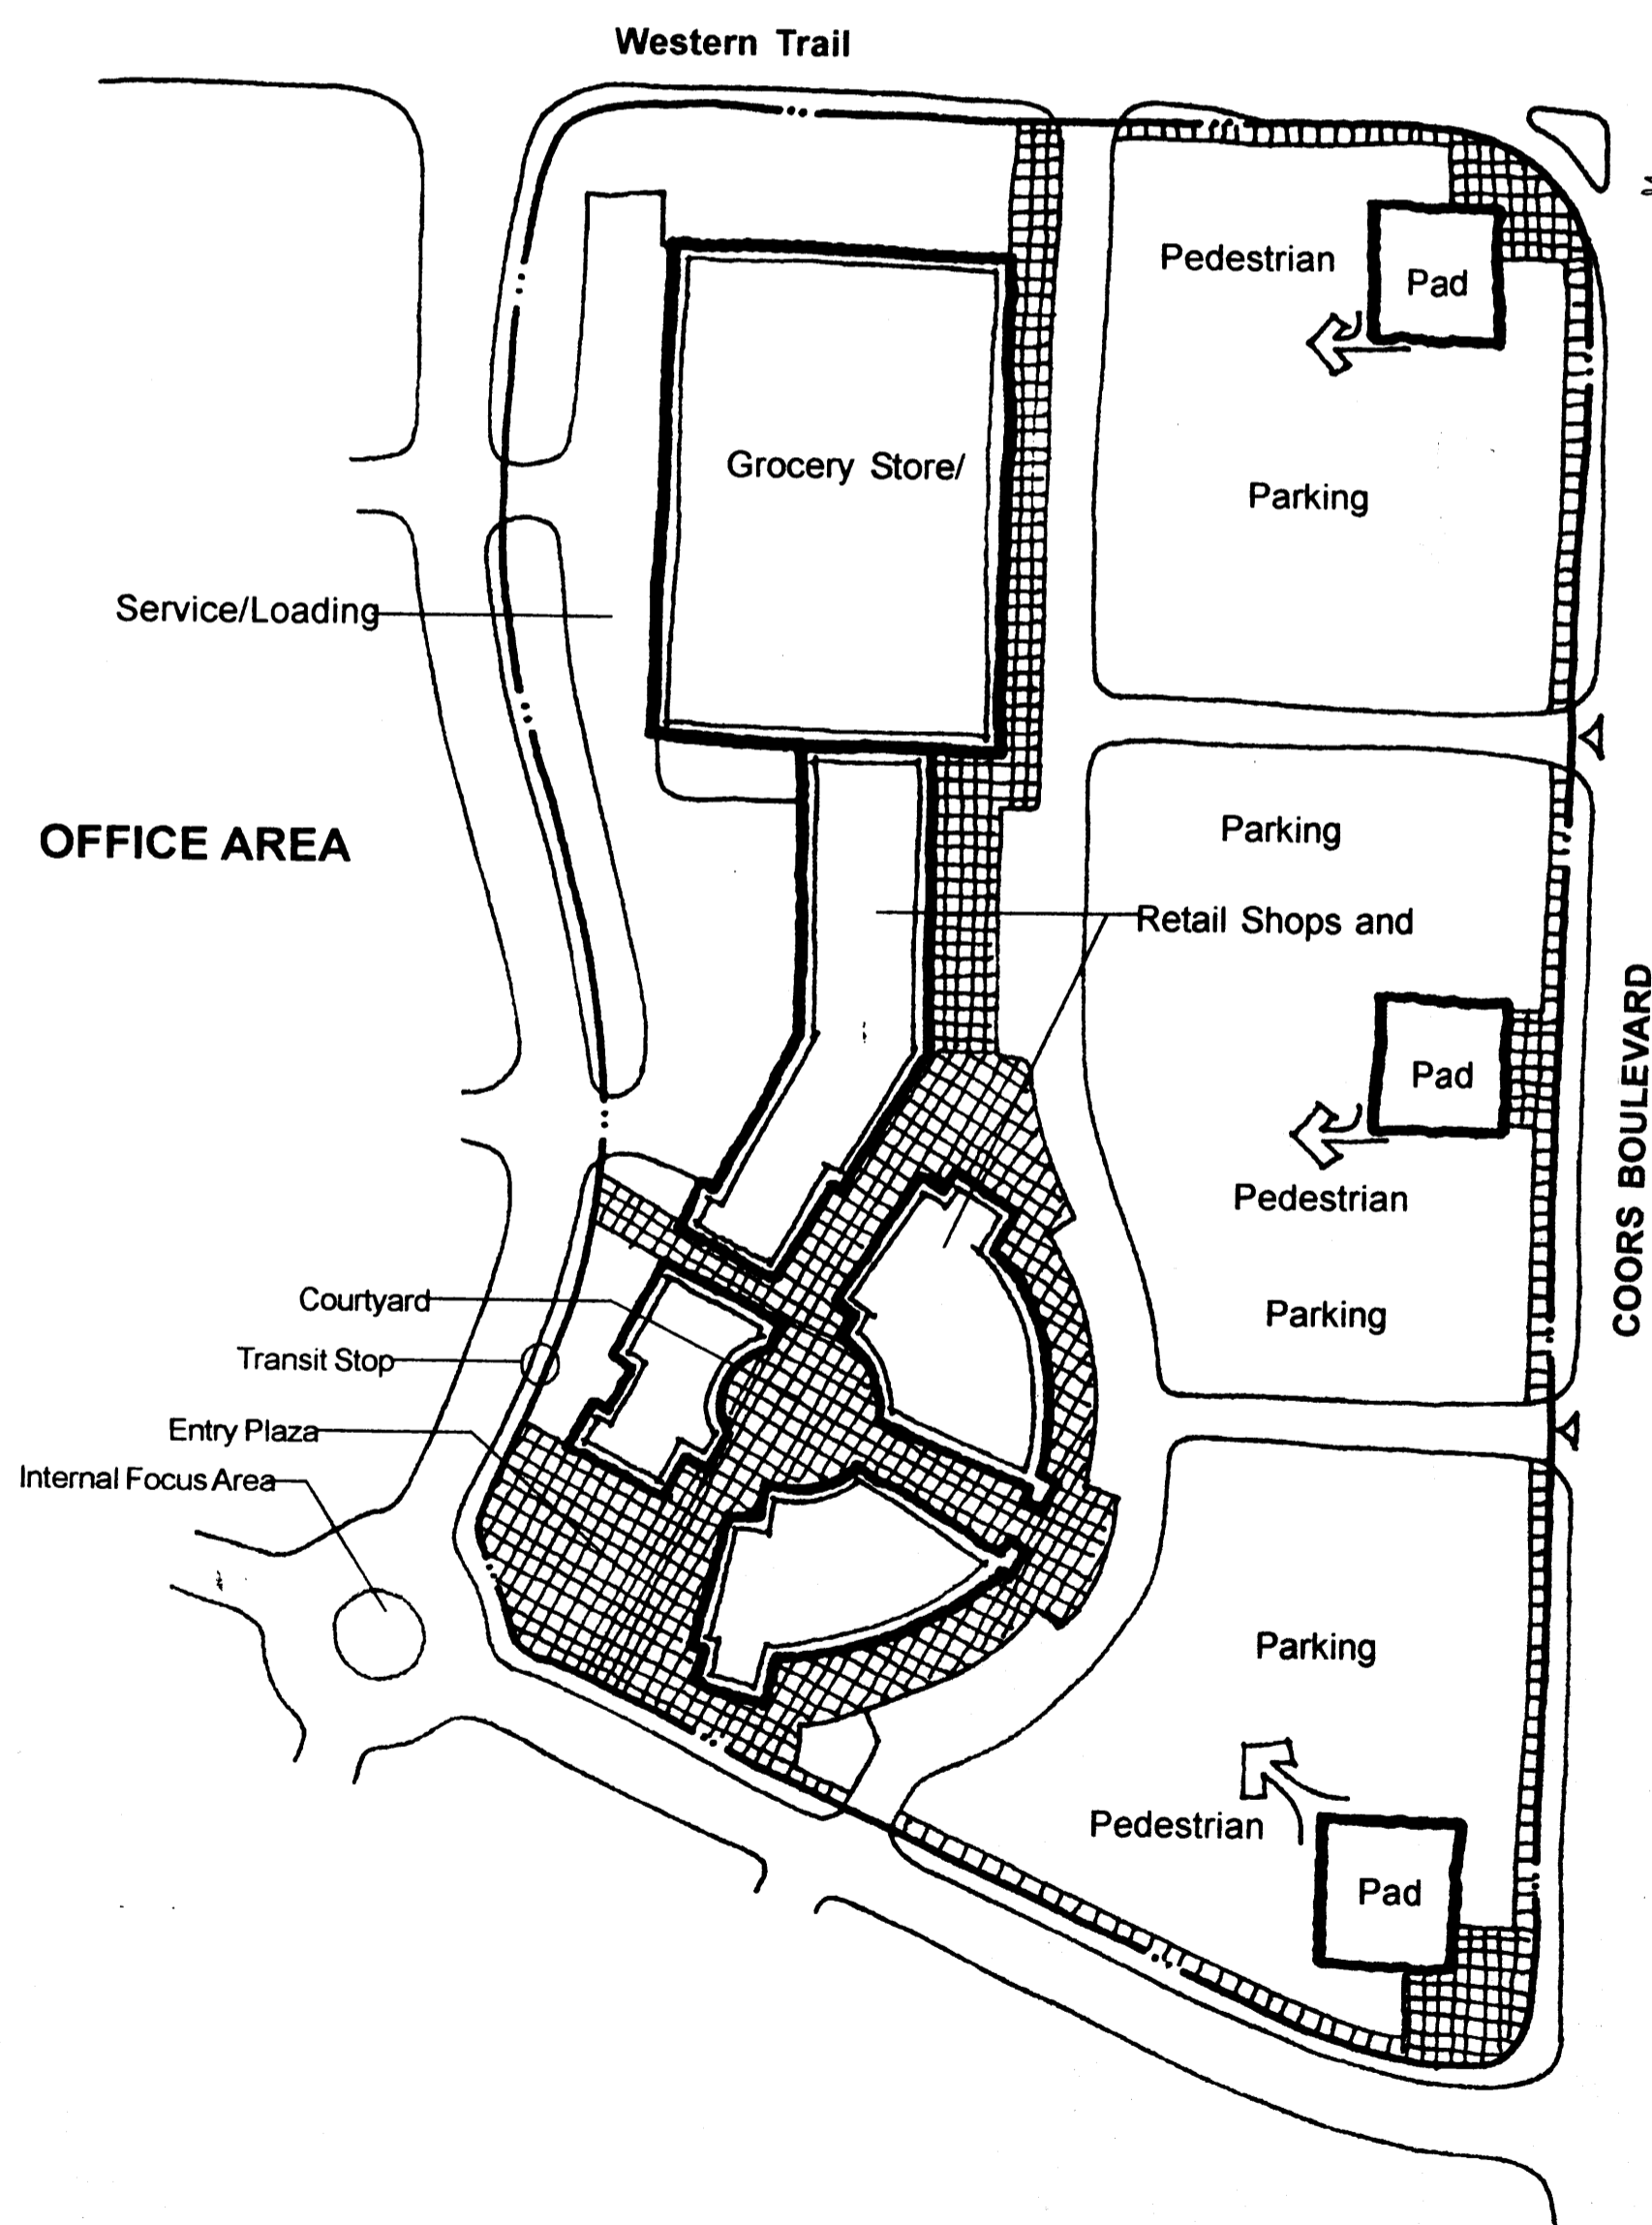 Western Trail
Pedestrian
Pad
Grocery Store/
Parking
Service/Loading
Parking
OFFICE AREA
Retail Shops and
COORS BOULEVARD
Pad
Pedestrian
Courtyard
Parking
Transit Stop
Entry Plaza
Internal Focus Area
Parking
Pedestrian
Pad